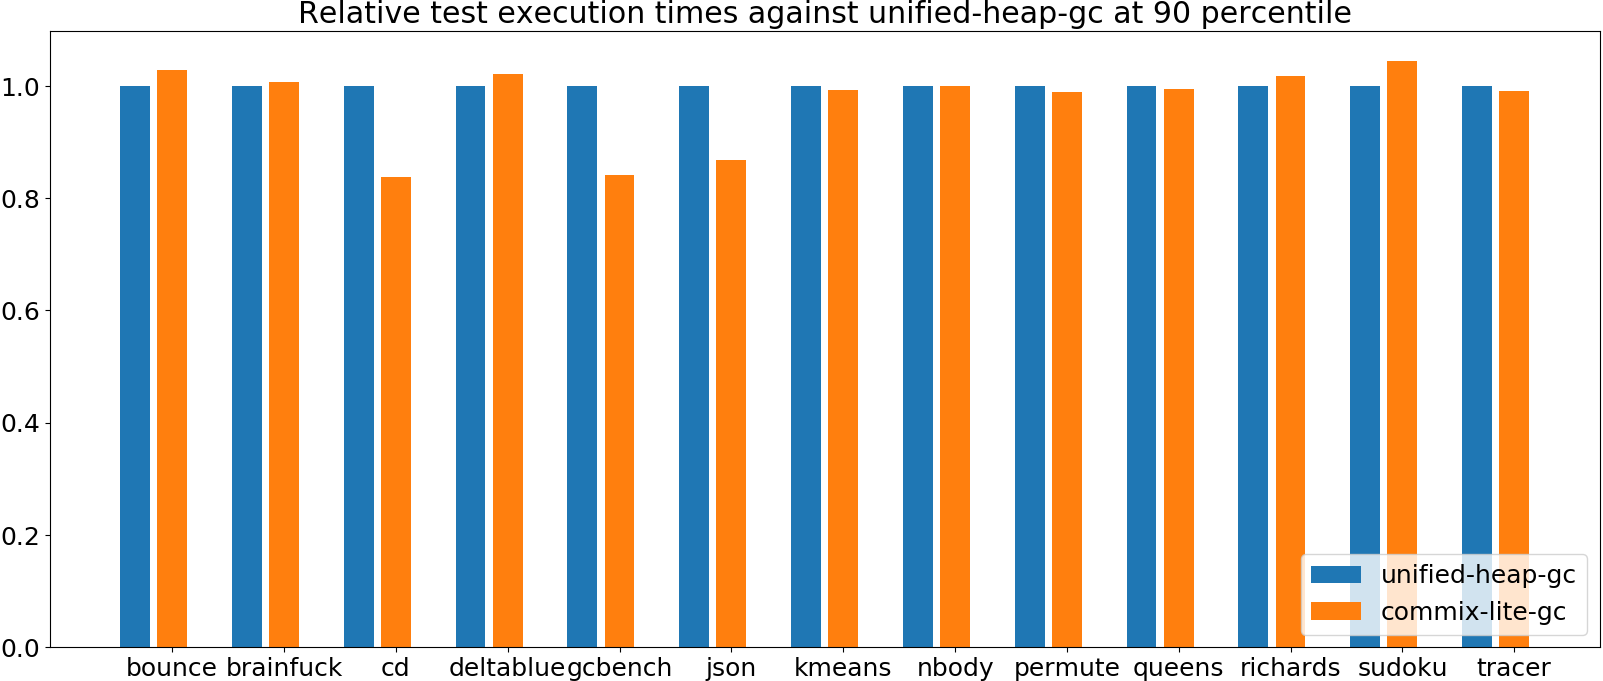 Relative test execution times against unified-heap-gc at 90 percentile
1.0
0.8
0.6
0.4
0.2
0.0
bounce brainfuck cd deltablue gcbench json kmeans nbody permute queens richards sudoku tracer
unified-heap-gc
commix-lite-gc